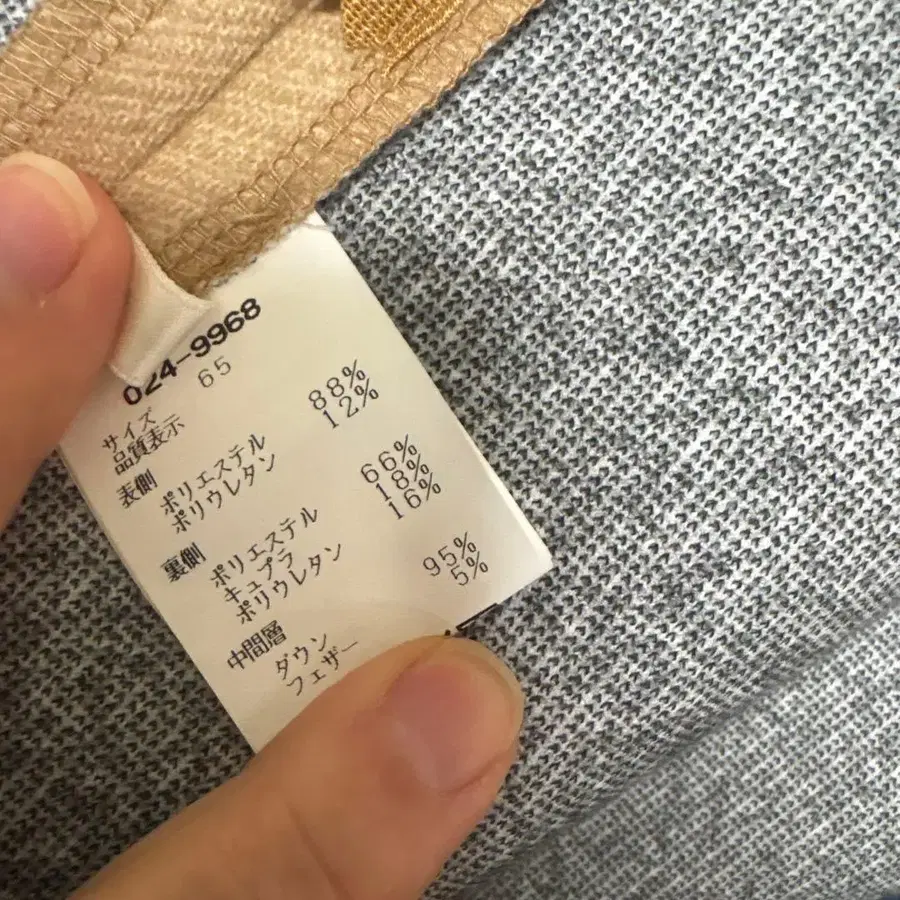 024-9968
サイズ 65
品質表示
表側
ポリエステル 88%
ポリウレタン 12%
裏側
ポリエステル 66%
キュプラ 18%
ポリウレタン 16%
中間層
ダウン 95%
フェザー 5%